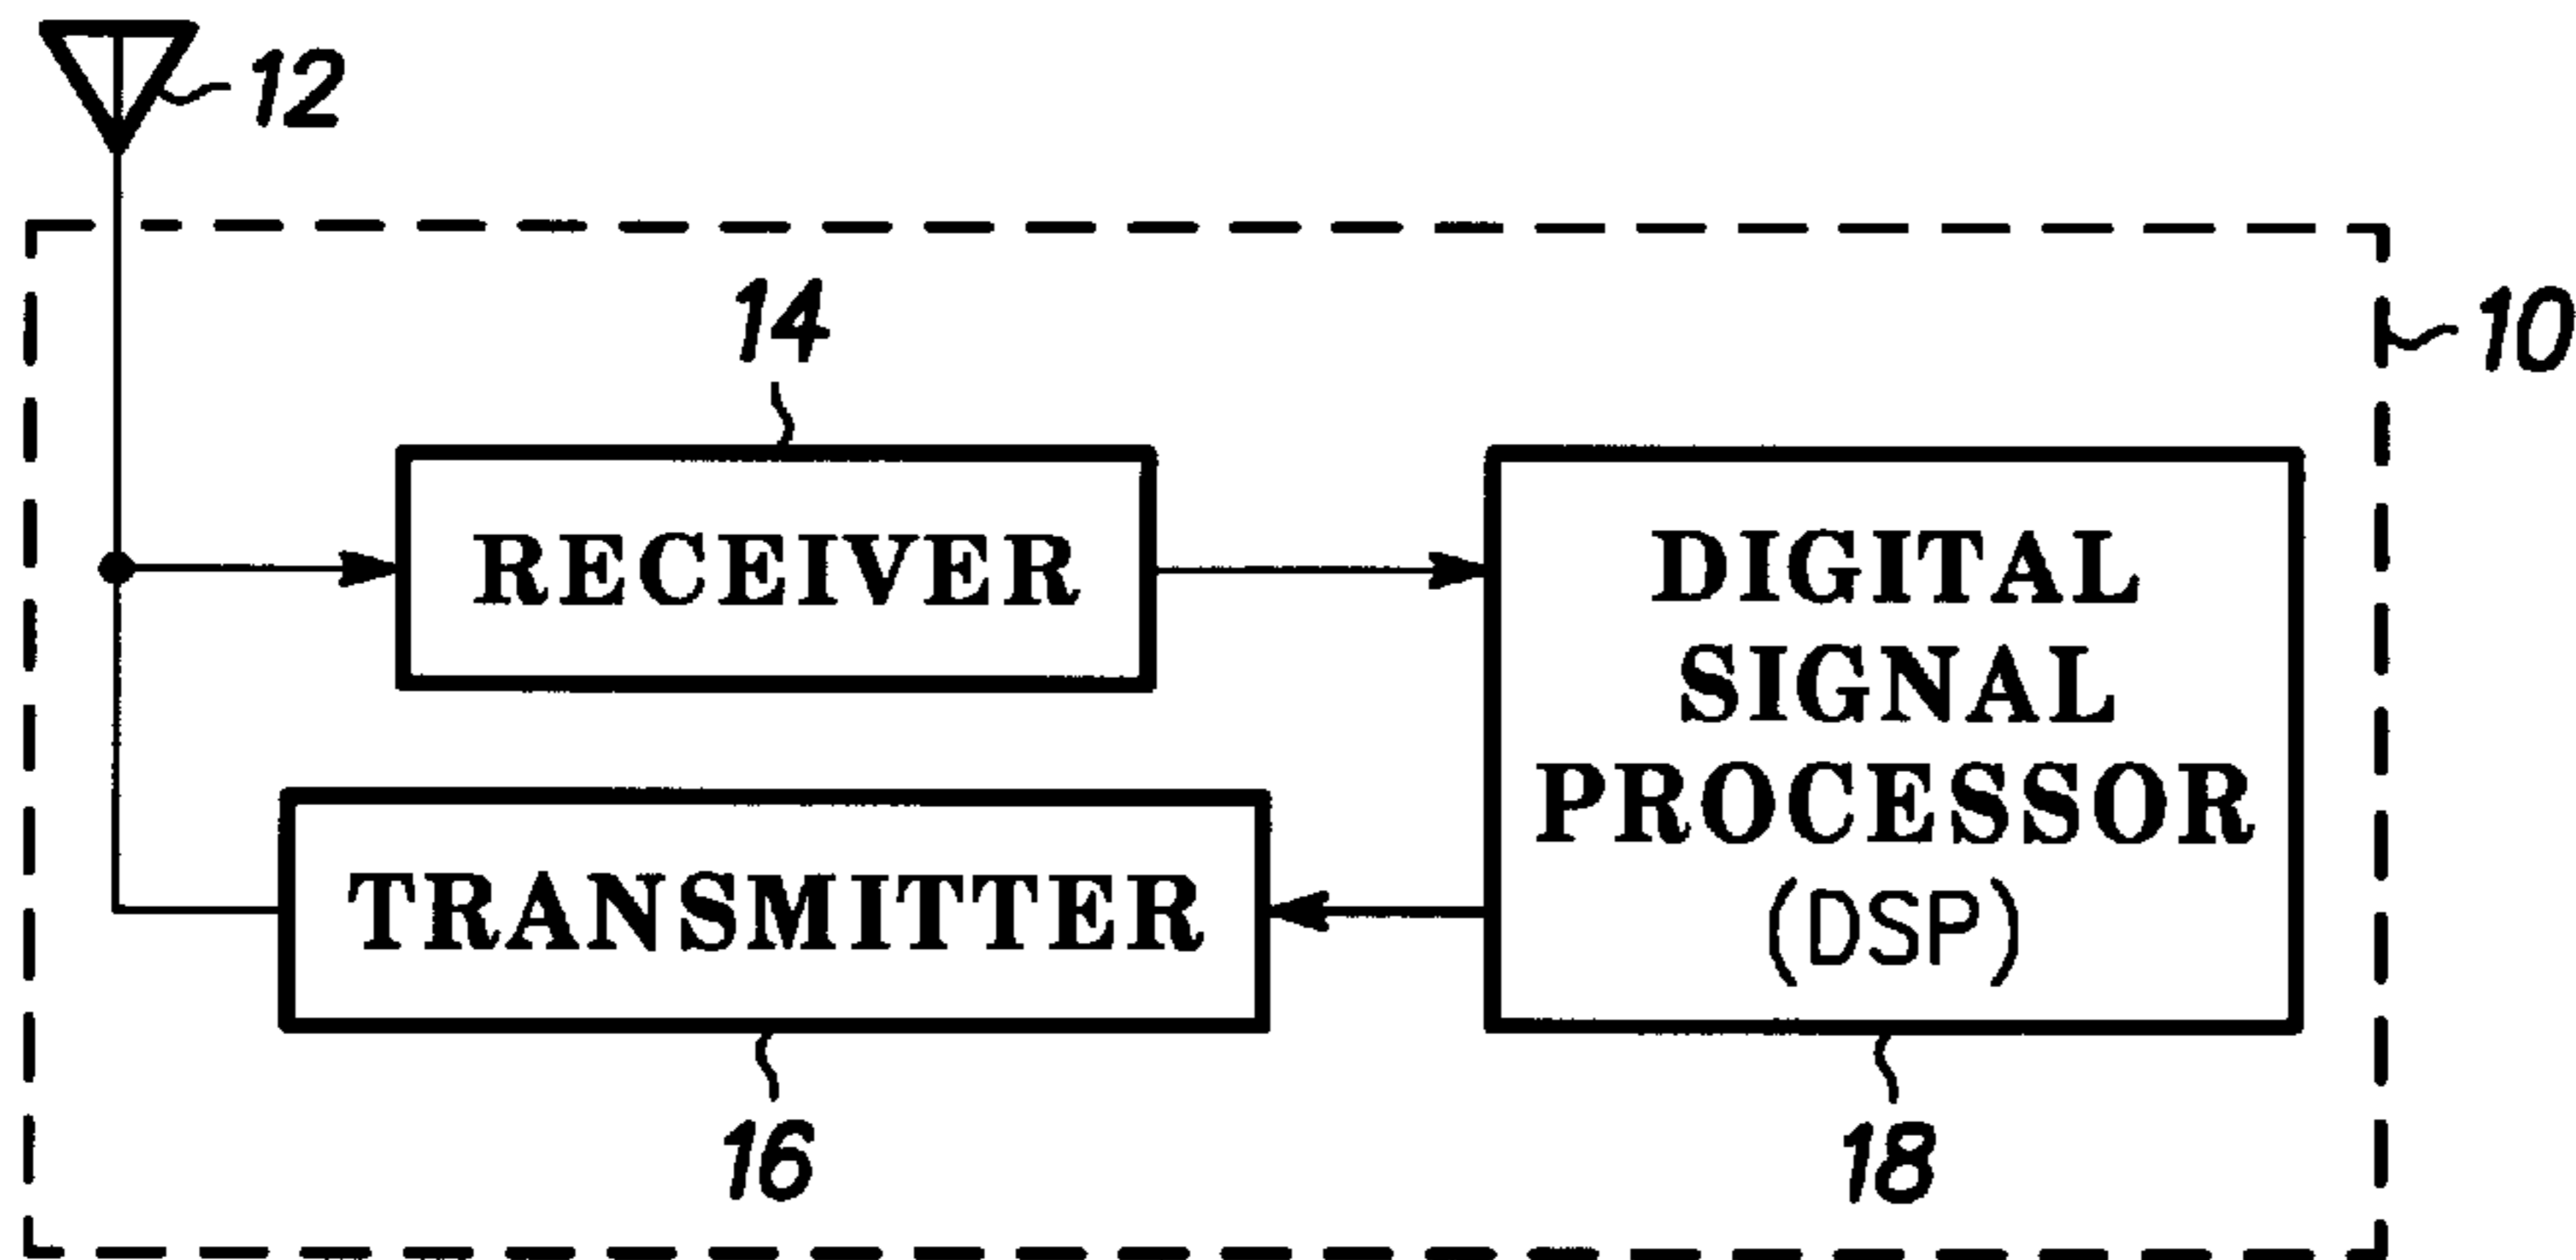 12
10
14
RECEIVER
DIGITAL
SIGNAL
PROCESSOR
(DSP)
TRANSMITTER
16
18